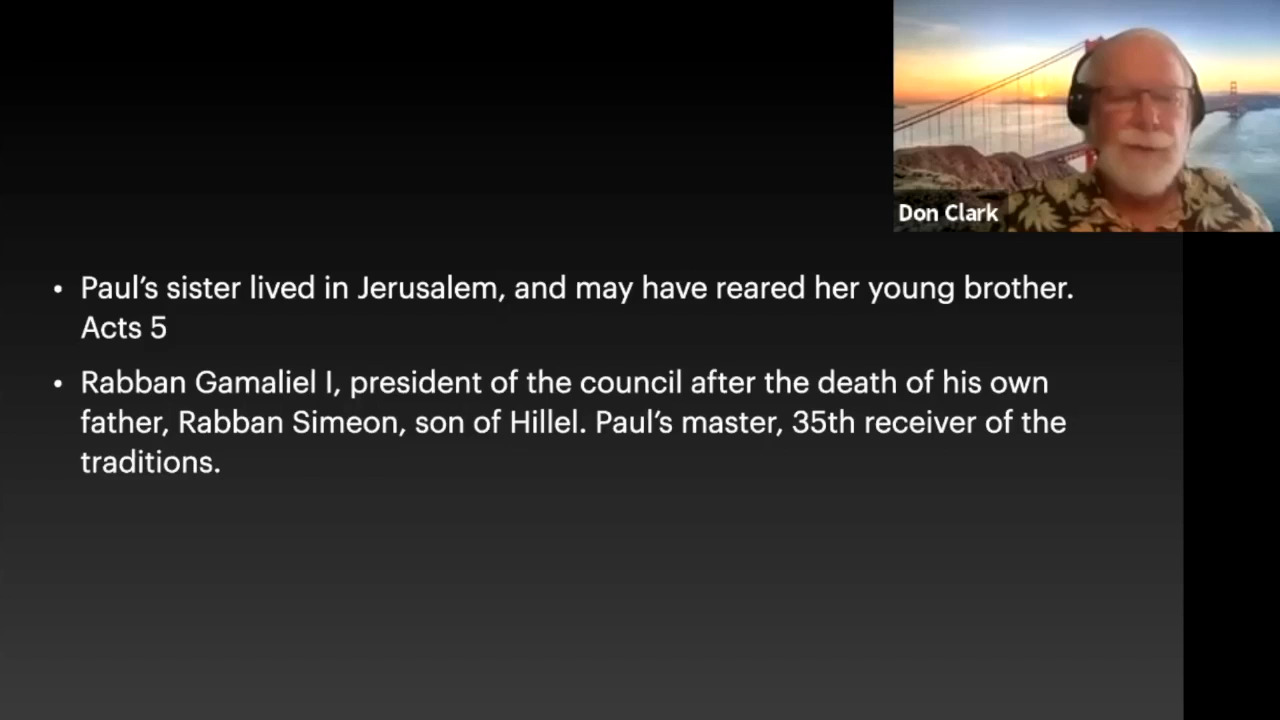 Don Clark
• Paul’s sister lived in Jerusalem, and may have reared her young brother.
Acts 5
• Rabban Gamaliel I, president of the council after the death of his own
father, Rabban Simeon, son of Hillel. Paul’s master, 35th receiver of the
traditions.